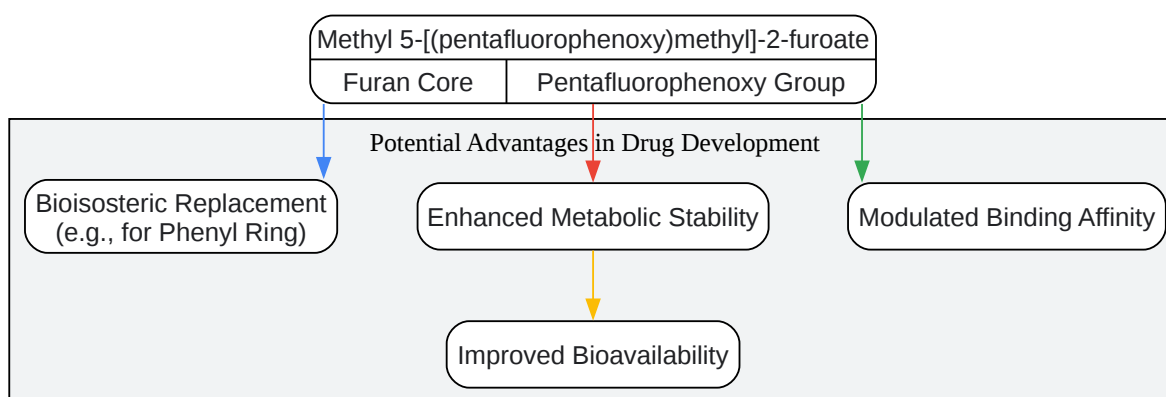 Methyl 5-[(pentafluorophenoxy)methyl]-2-furoate
Furan Core
Pentafluorophenoxy Group
Potential Advantages in Drug Development
Bioisosteric Replacement
(e.g., for Phenyl Ring)
Enhanced Metabolic Stability
Modulated Binding Affinity
Improved Bioavailability